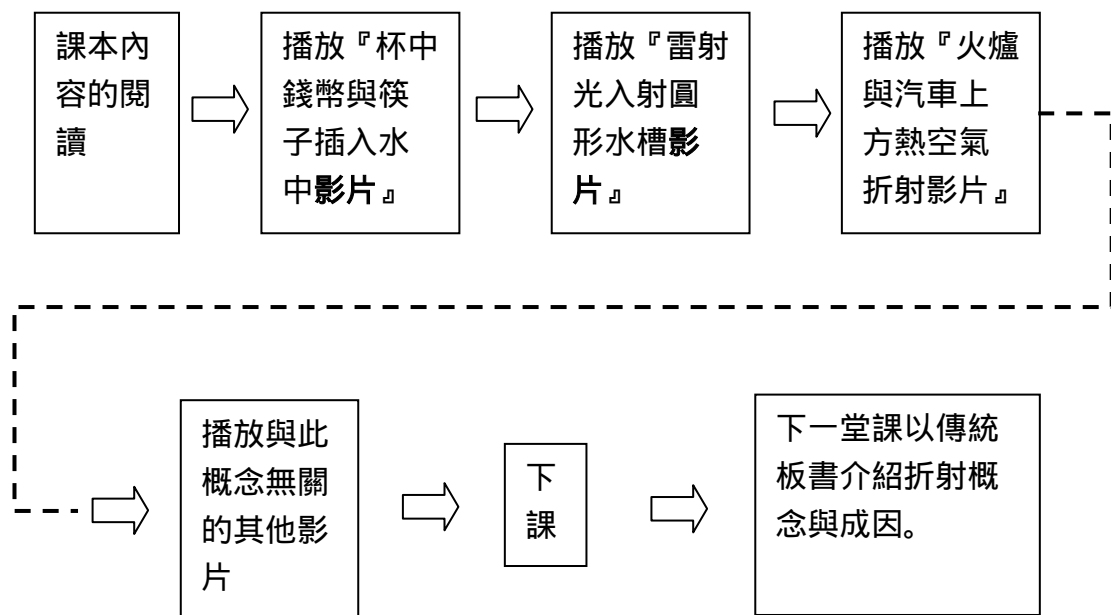 課本內
容的閱
讀
播放『杯中
錢幣與筷
子插入水
中影片』
播放『雷射
光入射圓
形水槽影
片』
播放『火爐
與汽車上
方熱空氣
折射影片』
播放與此
概念無關
的其他影
片
下
課
下一堂課以傳統
板書介紹折射概
念與成因。